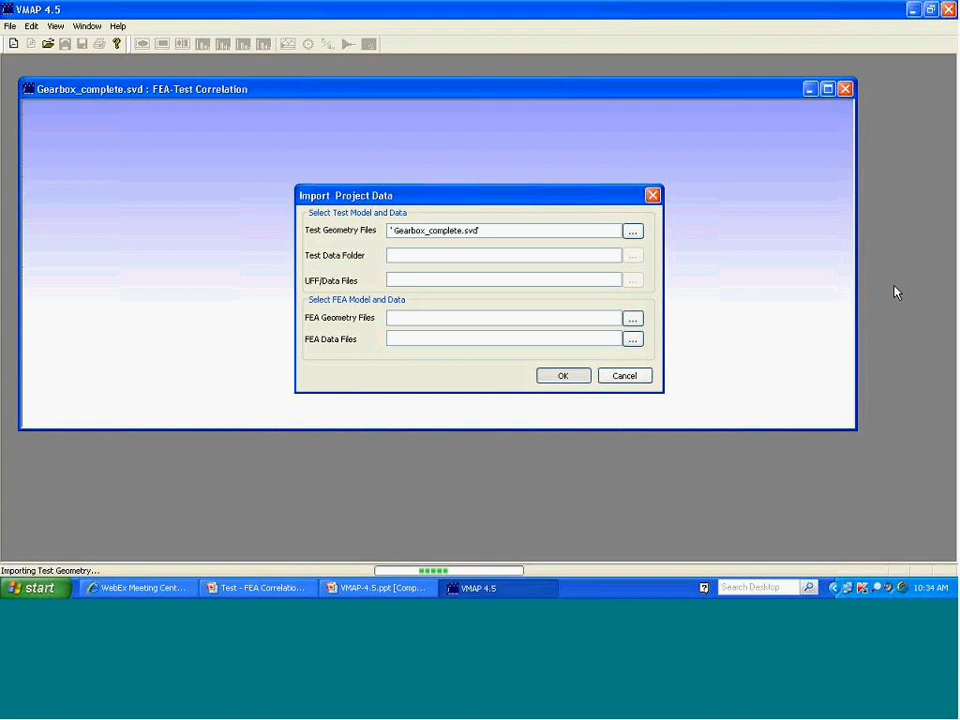 VMAP 4.5
File Edit View Window Help
Gearbox_complete.svd : FEA-Test Correlation
Import Project Data
Select Test Model and Data
Test Geometry Files 'Gearbox_complete.svd' ...
Test Data Folder ...
UFF/Data Files ...
Select FEA Model and Data
FEA Geometry Files ...
FEA Data Files ...
OK Cancel
Importing Test Geometry...
start WebEx Meeting Cent... Test - FEA Correlatio... VMAP-4.5.ppt [Comp... VMAP 4.5 Search Desktop 10:34 AM